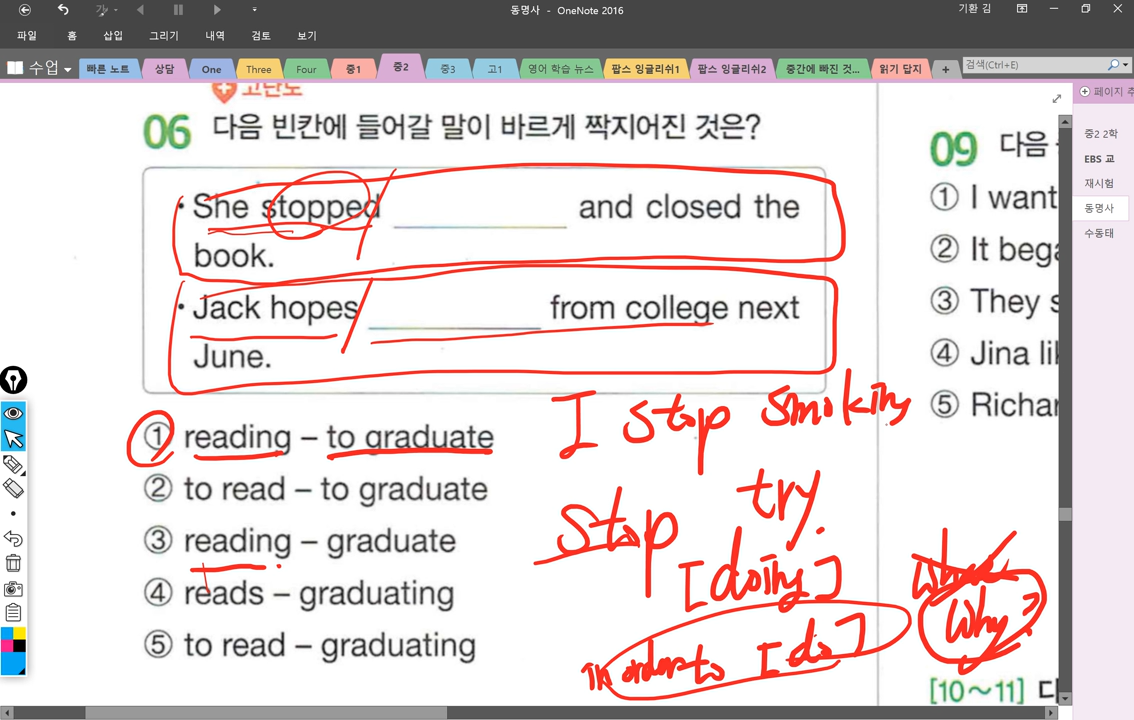 동명사 - OneNote 2016
기환 김
파일 홈 삽입 그리기 내역 검토 보기
수업 빠른 노트 상담 One Three Four 중1 중2 중3 고1 영어 학습 뉴스 팝스 잉글리쉬1 팝스 잉글리쉬2 중간에 빠진 것... 읽기 답지 + 검색(Ctrl+E)
페이지 추
중2 2학
EBS 교
재시험
동명사
수동태
고난도
06 다음 빈칸에 들어갈 말이 바르게 짝지어진 것은?
• She stopped ________ and closed the
book.
• Jack hopes ________ from college next
June.
① reading – to graduate
② to read – to graduate
③ reading – graduate
④ reads – graduating
⑤ to read – graduating
I stop smoking
stop try.
[doing]
in order to [do]
Why?
09 다음
① I want
② It bega
③ They s
④ Jina lil
⑤ Richar
[10~11] 다